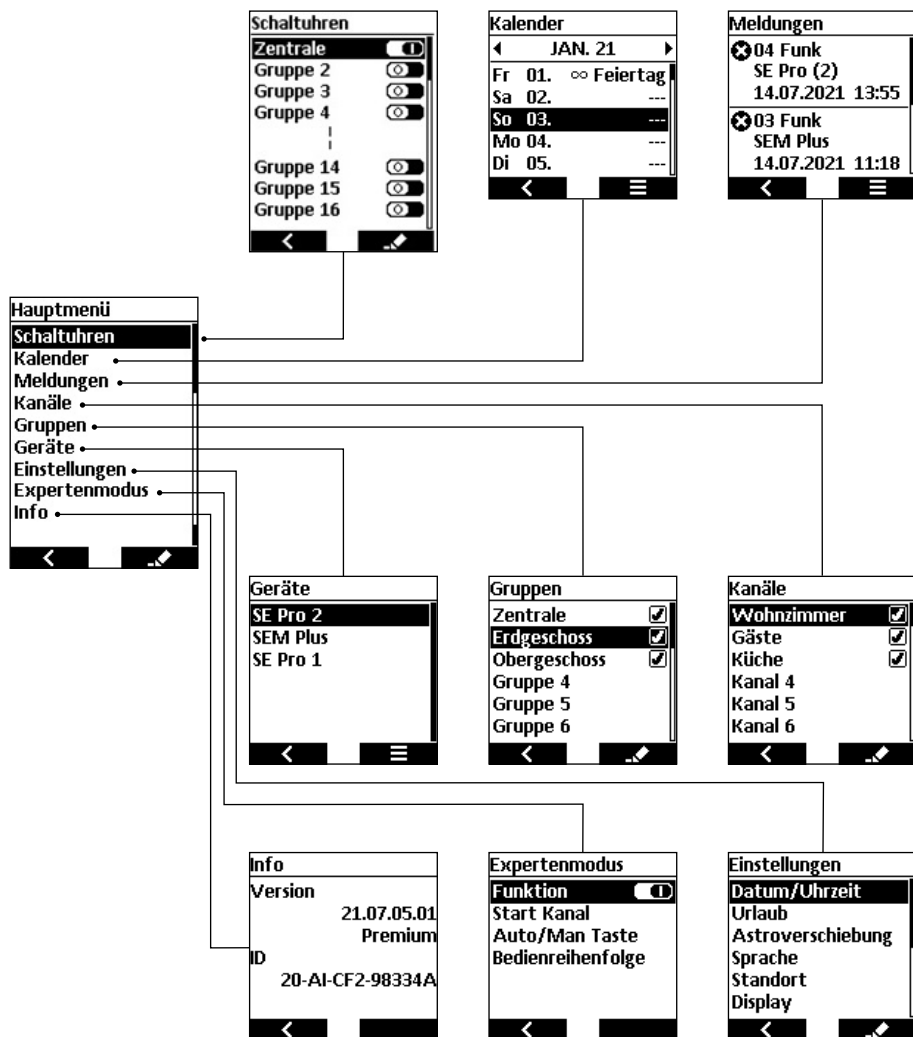 Schaltuhren
Zentrale
Gruppe 2
Gruppe 3
Gruppe 4
Gruppe 14
Gruppe 15
Gruppe 16
Kalender
JAN. 21
Fr 01. ∞ Feiertag
Sa 02. ---
So 03. ---
Mo 04. ---
Di 05. ---
Meldungen
04 Funk
SE Pro (2)
14.07.2021 13:55
03 Funk
SEM Plus
14.07.2021 11:18
Hauptmenü
Schaltuhren
Kalender
Meldungen
Kanäle
Gruppen
Geräte
Einstellungen
Expertenmodus
Info
Geräte
SE Pro 2
SEM Plus
SE Pro 1
Gruppen
Zentrale
Erdgeschoss
Obergeschoss
Gruppe 4
Gruppe 5
Gruppe 6
Kanäle
Wohnzimmer
Gäste
Küche
Kanal 4
Kanal 5
Kanal 6
Info
Version
21.07.05.01
Premium
ID
20-AI-CF2-98334A
Expertenmodus
Funktion
Start Kanal
Auto/Man Taste
Bedienreihenfolge
Einstellungen
Datum/Uhrzeit
Urlaub
Astroverschiebung
Sprache
Standort
Display